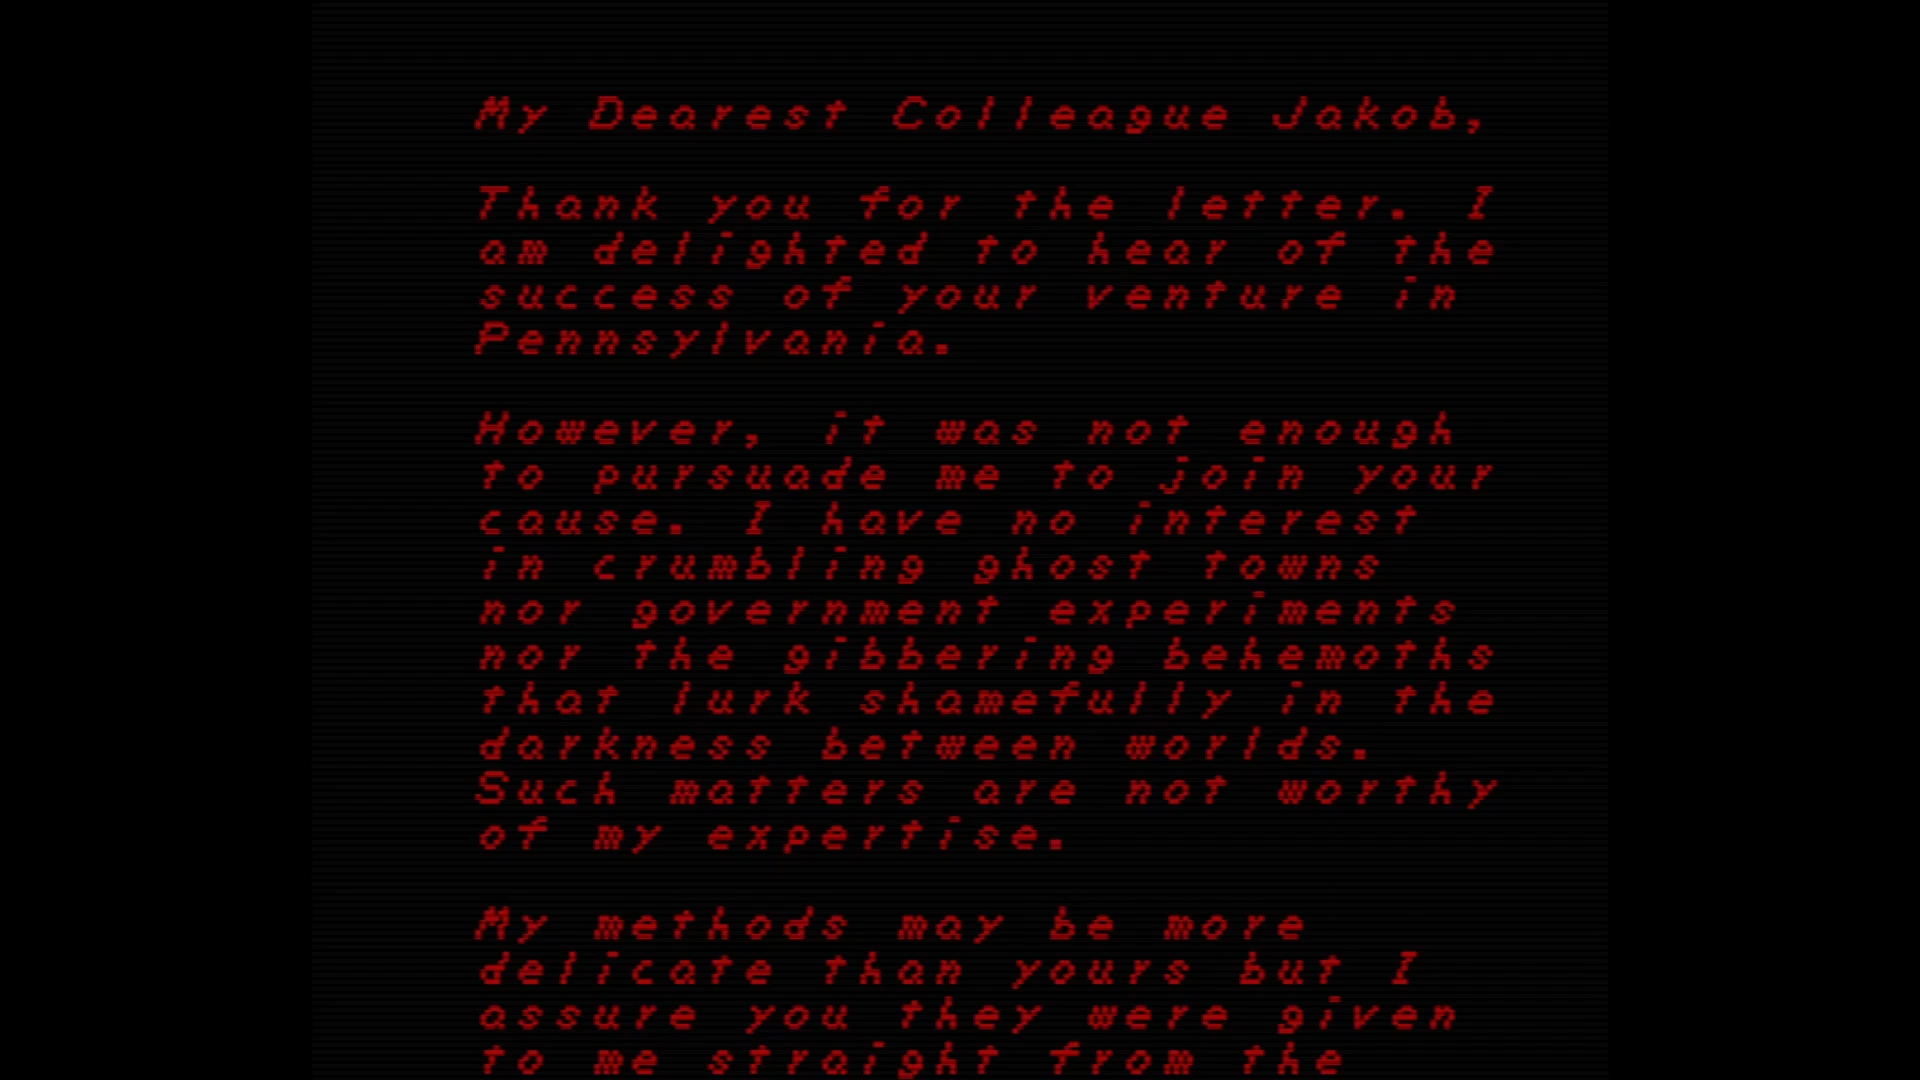 My Dearest Colleague Jakob,
Thank you for the letter. I
am delighted to hear of the
success of your venture in
Pennsylvania.
However, it was not enough
to pursuade me to join your
cause. I have no interest
in crumbling ghost towns
nor government experiments
nor the gibbering behemoths
that lurk shamefully in the
darkness between worlds.
Such matters are not worthy
of my expertise.
My methods may be more
delicate than yours but I
assure you they were given
to me straight from the